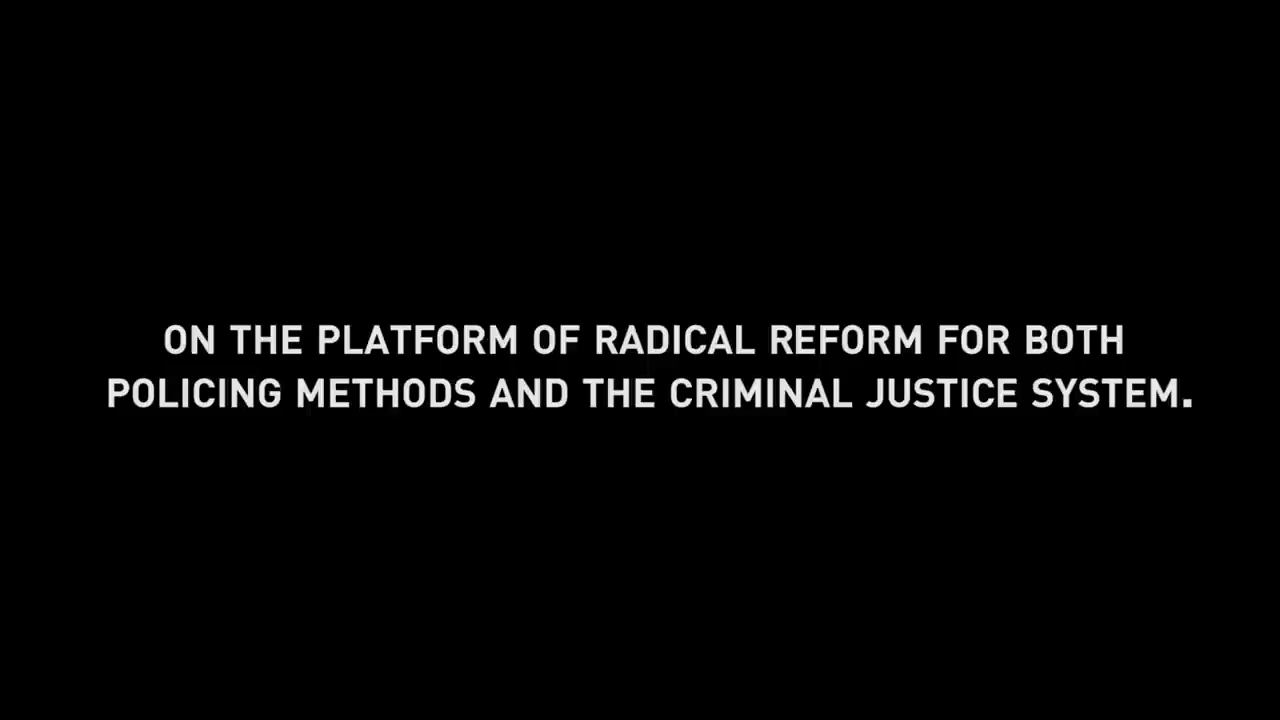 ON THE PLATFORM OF RADICAL REFORM FOR BOTH
POLICING METHODS AND THE CRIMINAL JUSTICE SYSTEM.